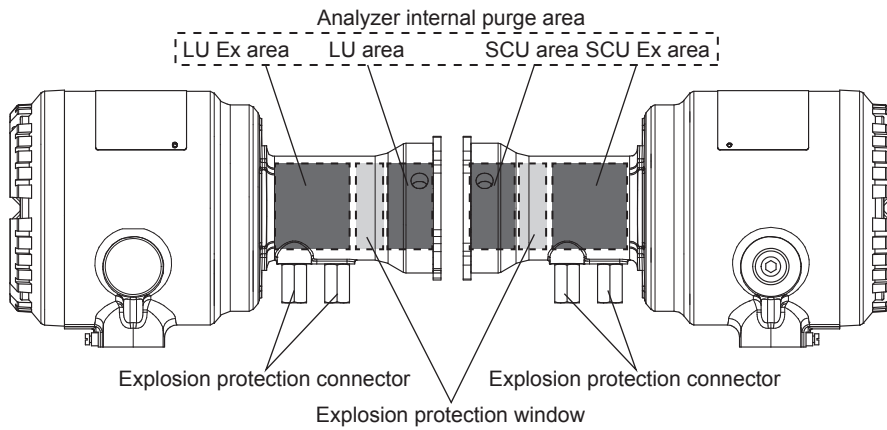 Analyzer internal purge area
LU Ex area LU area SCU area SCU Ex area
Explosion protection connector Explosion protection connector
Explosion protection window